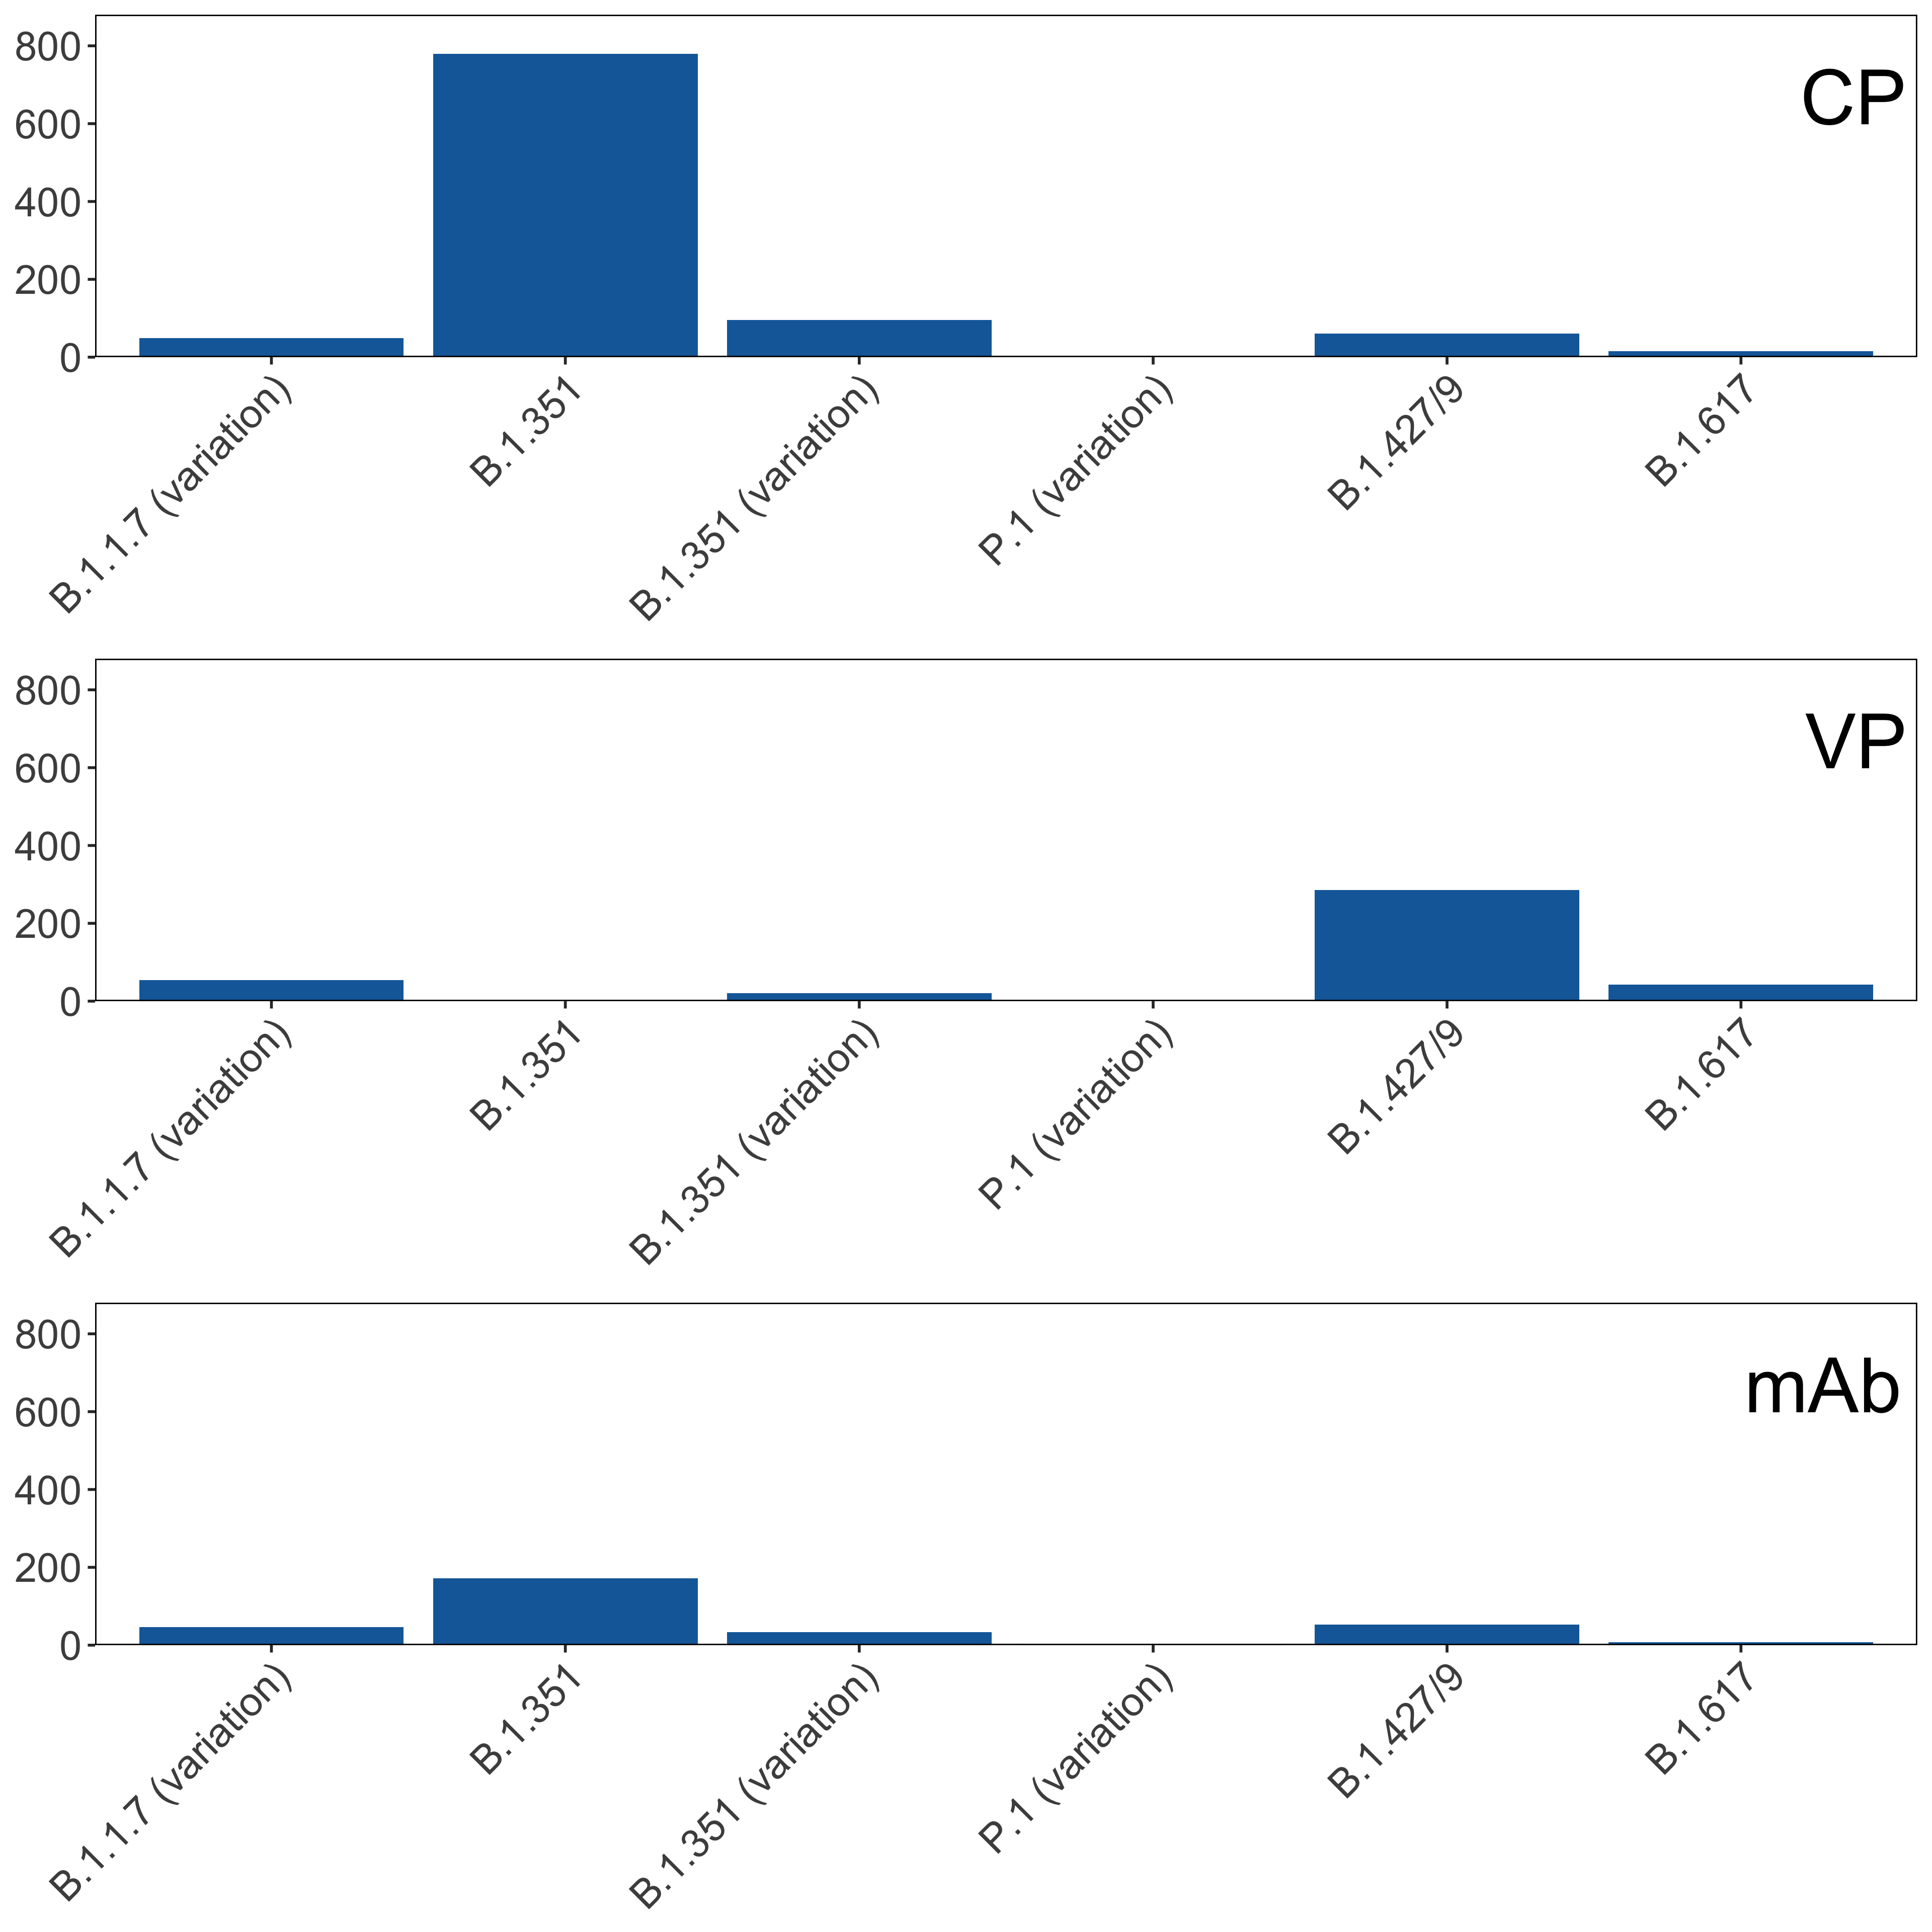 CP
800
600
400
200
0
B.1.1.7 (variation)
B.1.351
B.1.351 (variation)
P.1 (variation)
B.1.427/9
B.1.617
VP
800
600
400
200
0
B.1.1.7 (variation)
B.1.351
B.1.351 (variation)
P.1 (variation)
B.1.427/9
B.1.617
mAb
800
600
400
200
0
B.1.1.7 (variation)
B.1.351
B.1.351 (variation)
P.1 (variation)
B.1.427/9
B.1.617